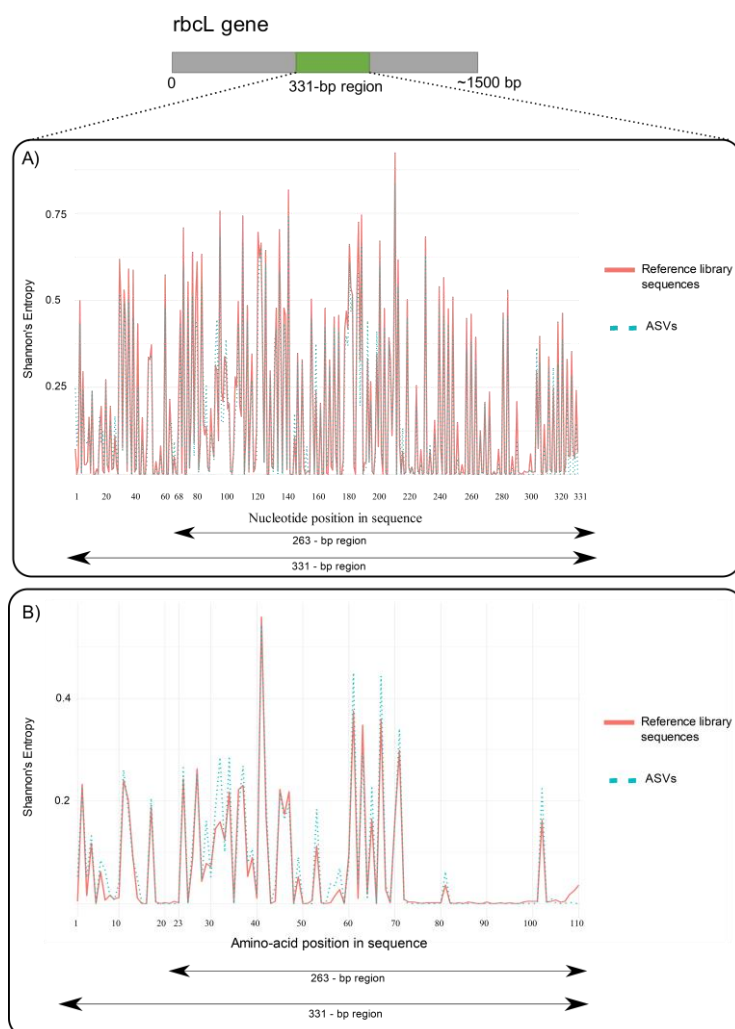 rbcL gene
0
331-bp region
~1500 bp
A)
0.75
0.5
0.25
Shannon's Entropy
Reference library
sequences
ASVs
1 20 40 60 68 80 100 120 140 160 180 200 220 240 260 280 300 320 331
Nucleotide position in sequence
263 - bp region
331 - bp region
B)
0.4
0.2
Shannon's Entropy
Reference library
sequences
ASVs
1 10 20 23 30 40 50 60 70 80 90 100 110
Amino-acid position in sequence
263 - bp region
331 - bp region